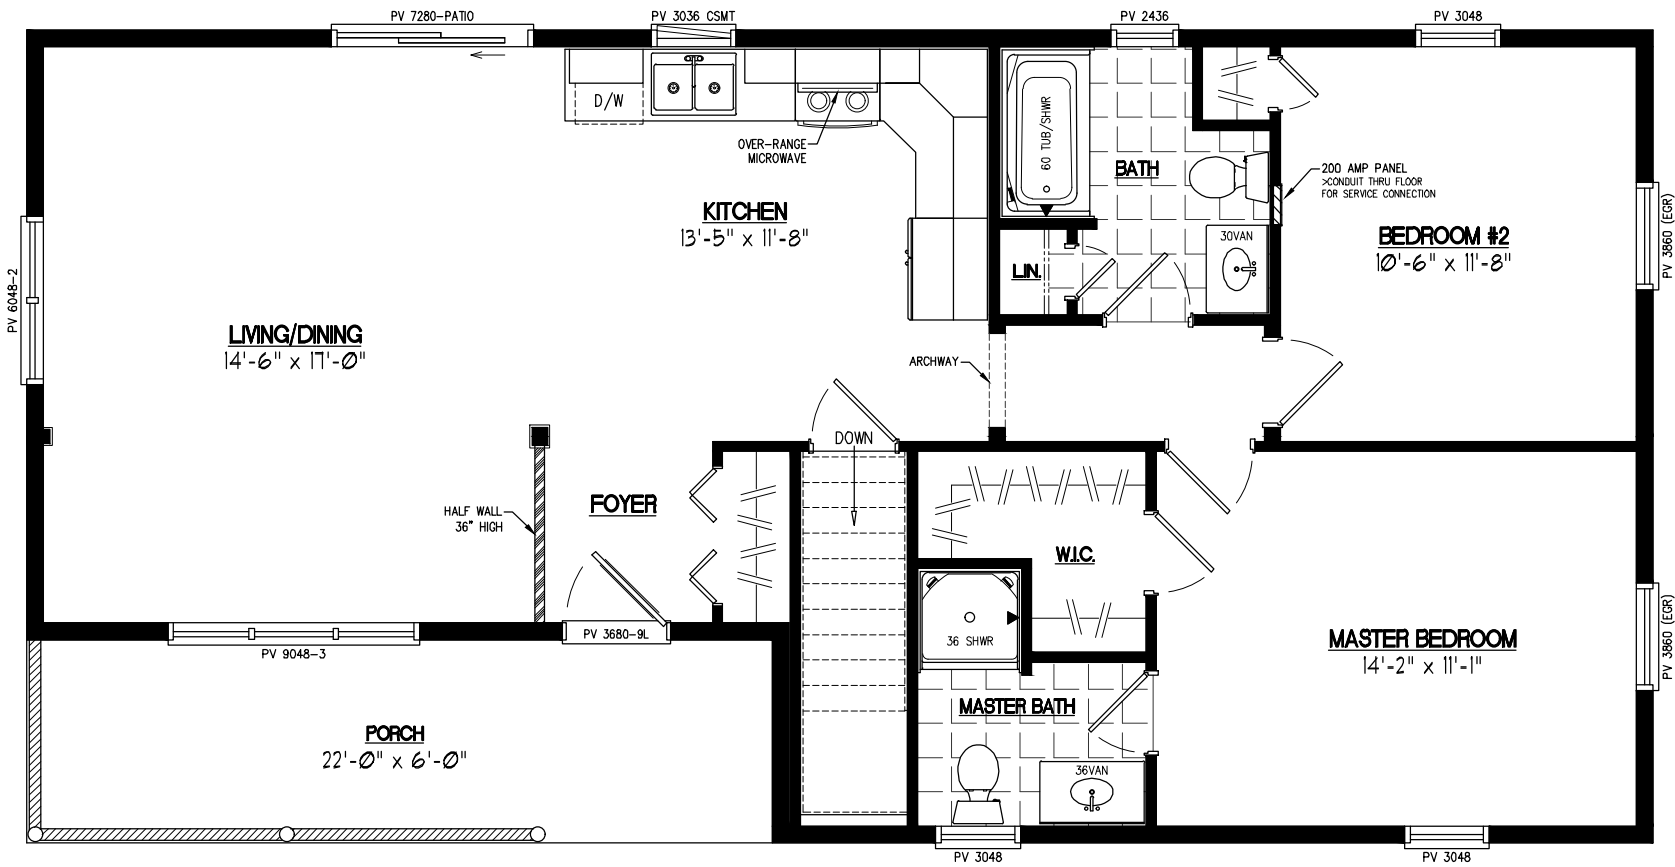 PV 7280-PATIO
PV 3036 CSMT
PV 2436
PV 3048
D/W
OVER-RANGE
MICROWAVE
60 TUB/SHWR
BATH
200 AMP PANEL
>CONDUIT THRU FLOOR
FOR SERVICE CONNECTION
KITCHEN
13'-5" x 11'-8"
30VAN
BEDROOM #2
10'-6" x 11'-8"
PV 3860 (EGR)
LIN.
PV 6048-2
LIVING/DINING
14'-6" x 17'-0"
ARCHWAY
DOWN
HALF WALL
36" HIGH
FOYER
W.I.C.
PV 3680-9L
36 SHWR
MASTER BEDROOM
14'-2" x 11'-1"
PV 3860 (EGR)
PV 9048-3
MASTER BATH
PORCH
22'-0" x 6'-0"
36VAN
PV 3048
PV 3048